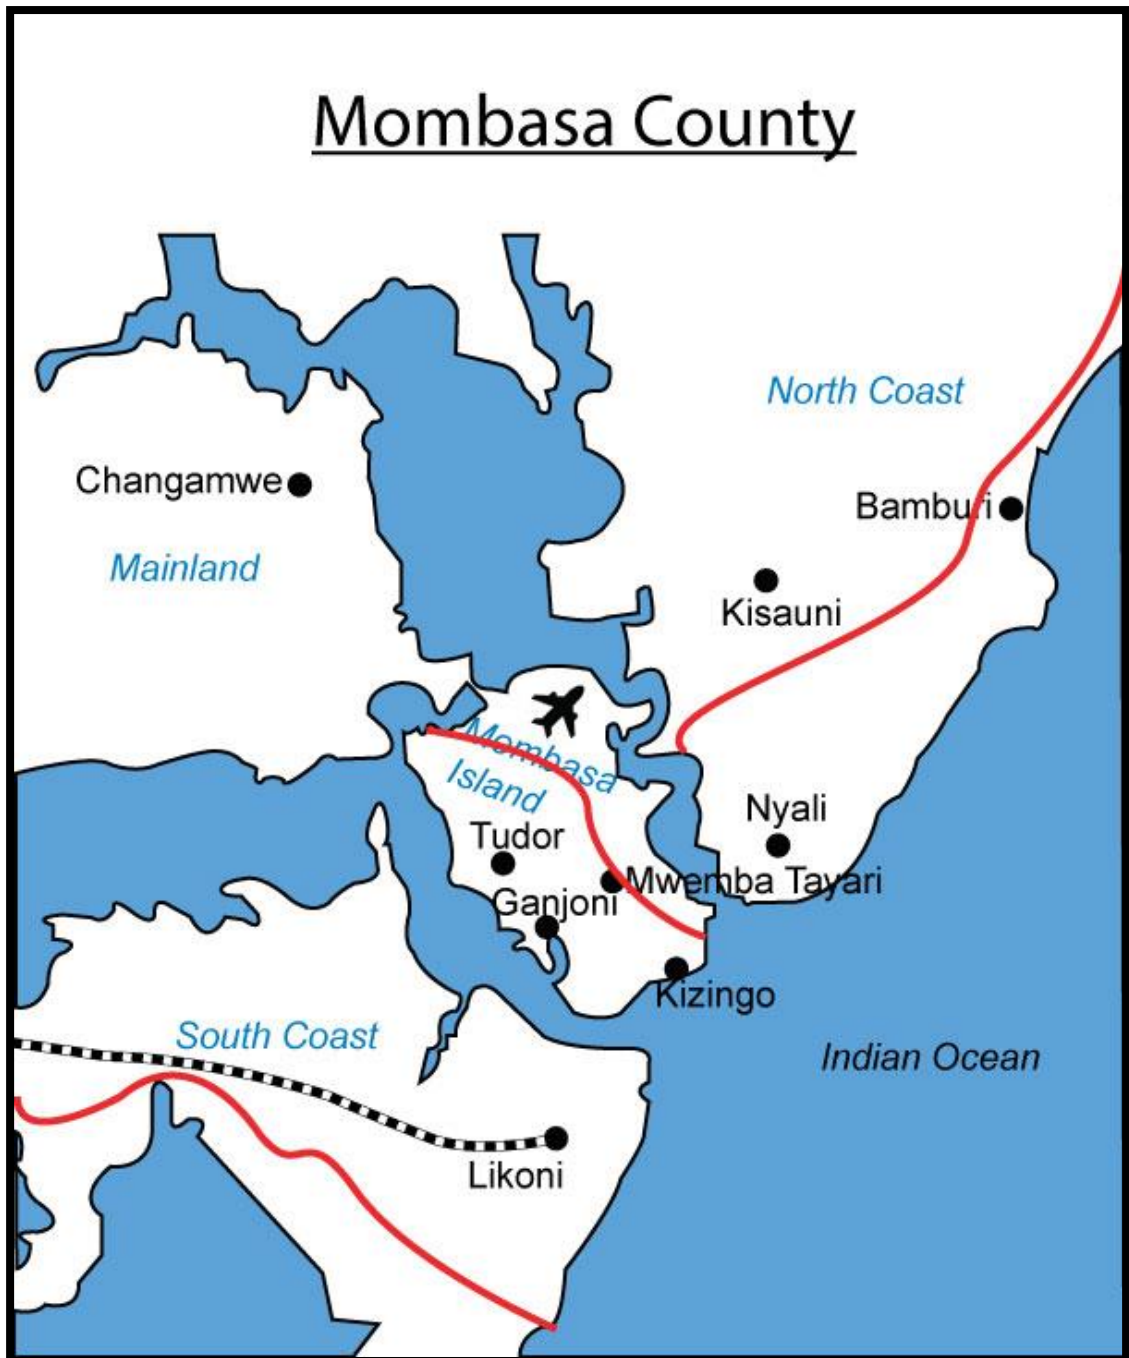 Mombasa County
North Coast
Changamwe
Bamburi
Mainland
Kisauni
Mombasa
Island
Nyali
Tudor
Mwemba Tayari
Ganjoni
Kizingo
South Coast
Indian Ocean
Likoni